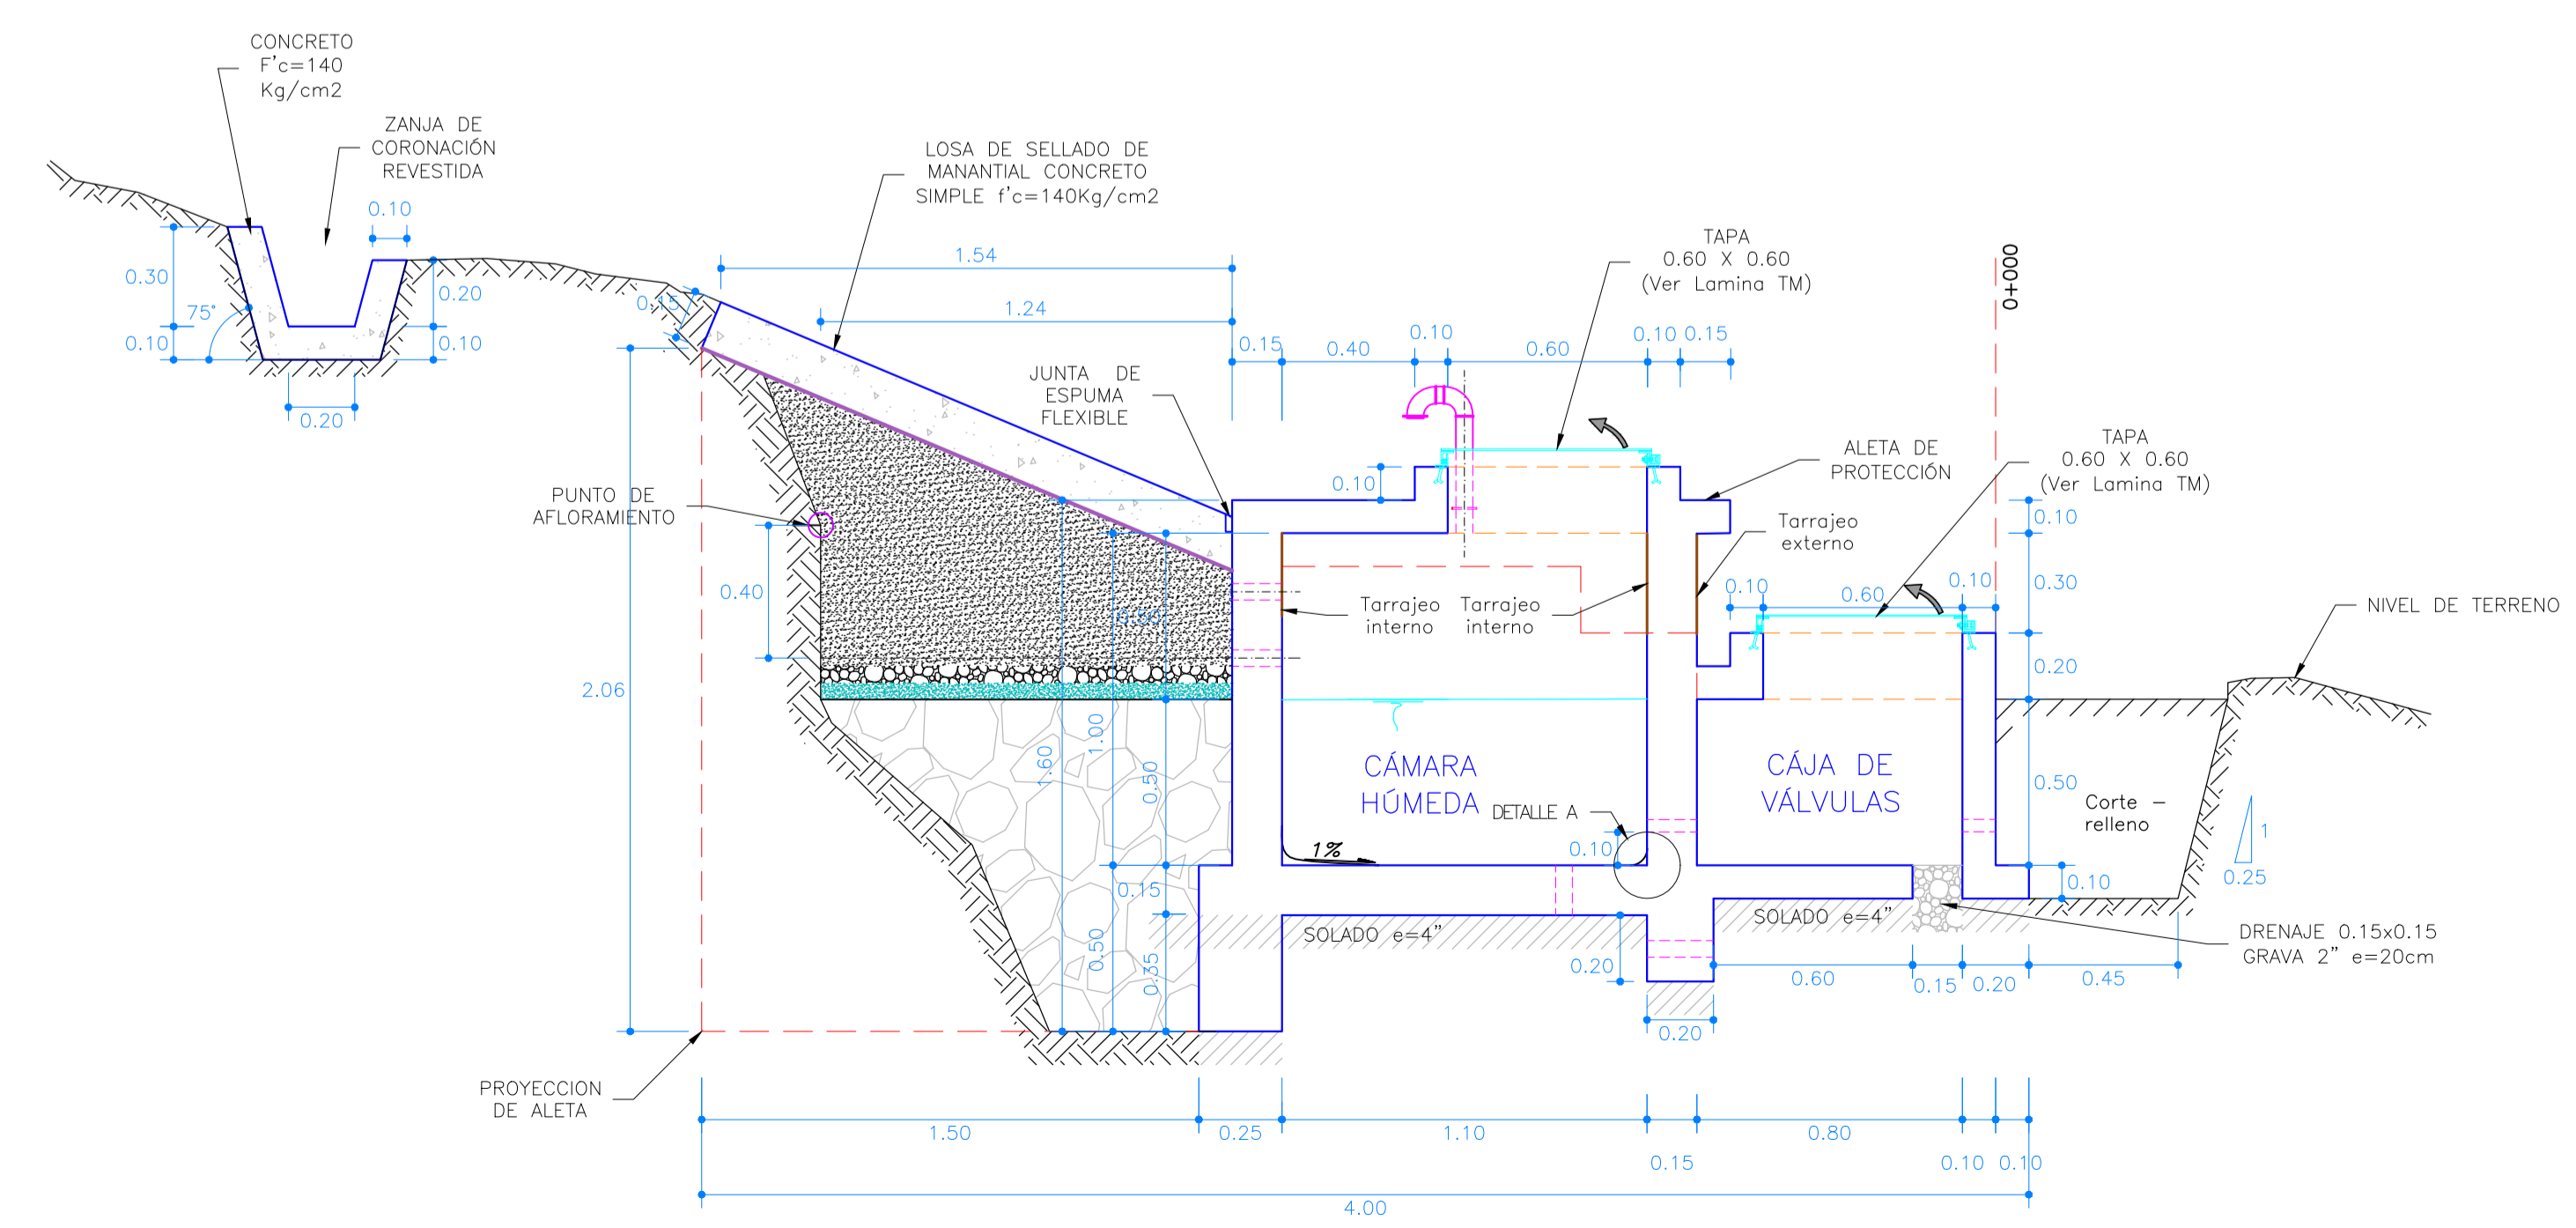 CONCRETO
F'c=140
Kg/cm2
ZANJA DE
CORONACIÓN
REVESTIDA
0.10
0.30
0.10
75°
0.20
0.10
0.20
LOSA DE SELLADO DE
MANANTIAL CONCRETO
SIMPLE f'c=140Kg/cm2
1.54
1.24
0.15
JUNTA DE
ESPUMA
FLEXIBLE
PUNTO DE
AFLORAMIENTO
0.40
2.06
PROYECCION
DE ALETA
TAPA
0.60 X 0.60
(Ver Lamina TM)
0+000
0.15
0.40
0.10
0.60
0.10
0.15
0.10
ALETA DE
PROTECCIÓN
TAPA
0.60 X 0.60
(Ver Lamina TM)
Tarrajeo
externo
Tarrajeo
interno
Tarrajeo
interno
0.10
0.60
0.10
0.10
0.30
0.20
0.50
0.10
NIVEL DE TERRENO
0.50
1.00
1.60
0.50
0.15
0.50
0.35
CÁMARA
HÚMEDA
DETALLE A
0.10
1%
CÁJA DE
VÁLVULAS
Corte –
relleno
1
0.25
SOLADO e=4"
SOLADO e=4"
0.20
0.20
0.60
0.15
0.20
0.45
DRENAJE 0.15x0.15
GRAVA 2" e=20cm
1.50
0.25
1.10
0.15
0.80
0.10
0.10
4.00